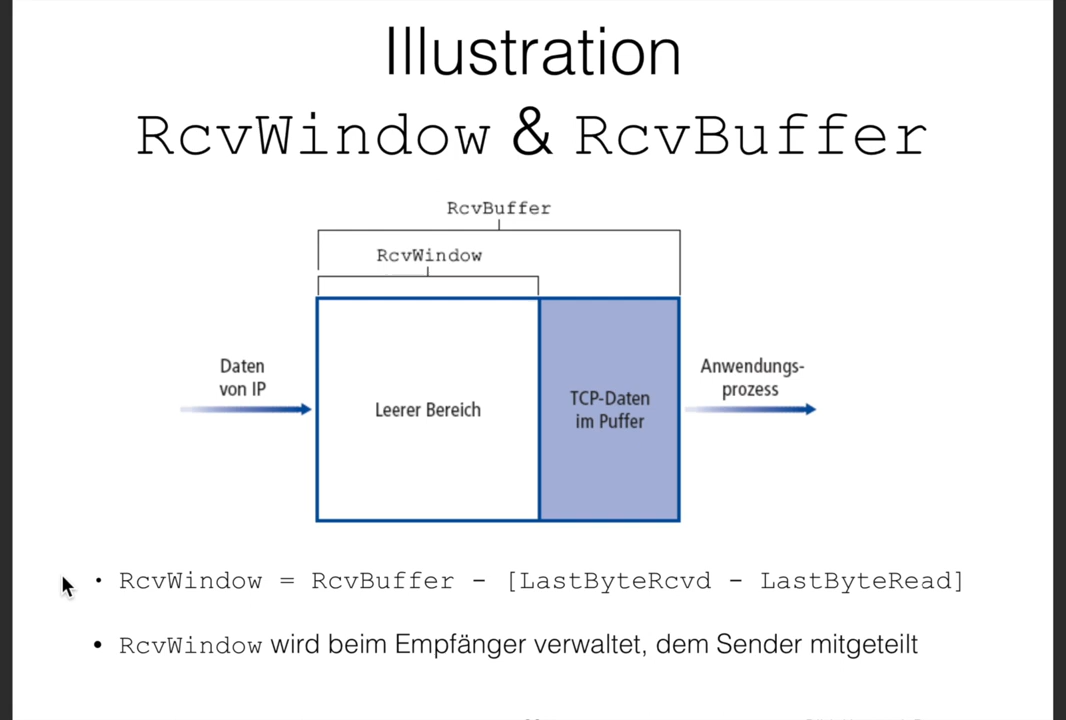 Illustration
RcvWindow & RcvBuffer
RcvBuffer
RcvWindow
Daten
von IP
Leerer Bereich
TCP-Daten
im Puffer
Anwendungs-
prozess
• RcvWindow = RcvBuffer - [LastByteRcvd - LastByteRead]
• RcvWindow wird beim Empfänger verwaltet, dem Sender mitgeteilt